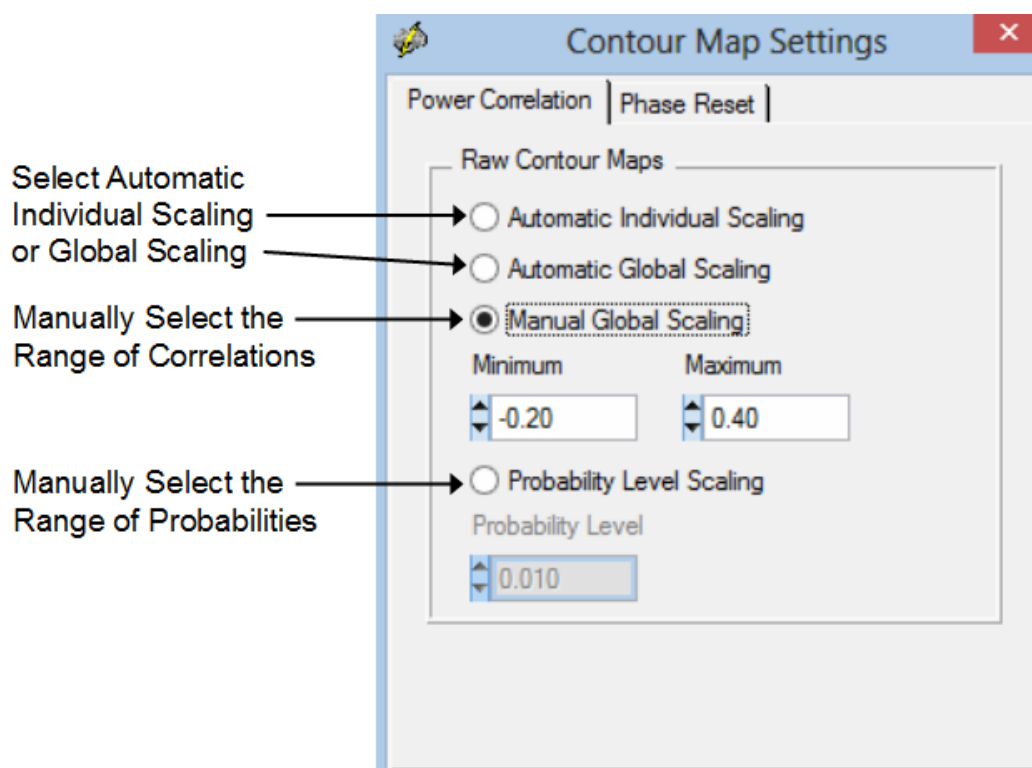 Contour Map Settings
Power Correlation
Phase Reset
Raw Contour Maps
Select Automatic
Individual Scaling
or Global Scaling
Automatic Individual Scaling
Automatic Global Scaling
Manually Select the
Range of Correlations
Manual Global Scaling
Minimum
Maximum
-0.20
0.40
Manually Select the
Range of Probabilities
Probability Level Scaling
Probability Level
0.010